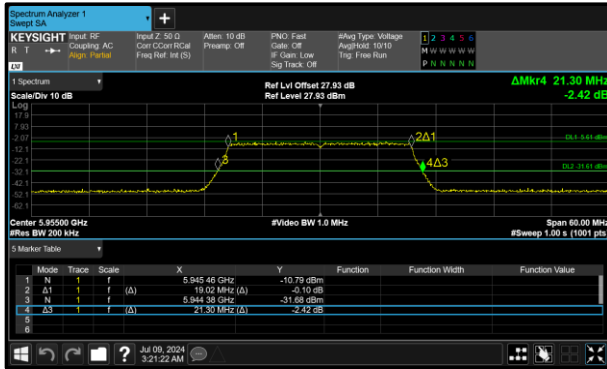 Spectrum Analyzer 1
Swept SA
KEYSIGHT Input: RF Input Z: 50 Ω Atten: 10 dB PNO: Fast #Avg Type: Voltage 1 2 3 4 5 6
R T Coupling: AC Corr CCorr RCal Preamp: Off Gate: Off Avg|Hold: 10/10 M W W W W W
Align: Partial Freq Ref: Int (S) IF Gain: Low Trig: Free Run
Sig Track: Off P N N N N N
LXI
1 Spectrum Ref Lvl Offset 27.93 dB ΔMkr4 21.30 MHz
Scale/Div 10 dB Ref Level 27.93 dBm -2.42 dB
Log
17.9
7.93
-2.07 1 2Δ1 DL1 -5.61 dBm
-12.1
-22.1 3 4Δ3
-32.1 DL2 -31.61 dBm
-42.1
-52.1
-62.1
Center 5.95500 GHz #Video BW 1.0 MHz Span 60.00 MHz
#Res BW 200 kHz #Sweep 1.00 s (1001 pts)
5 Marker Table
Mode Trace Scale X Y Function Function Width Function Value
1 N 1 f 5.945 46 GHz -10.79 dBm
2 Δ1 1 f (Δ) 19.02 MHz (Δ) -0.10 dB
3 N 1 f 5.944 38 GHz -31.68 dBm
4 Δ3 1 f (Δ) 21.30 MHz (Δ) -2.42 dB
5
6
? Jul 09, 2024
3:21:22 AM